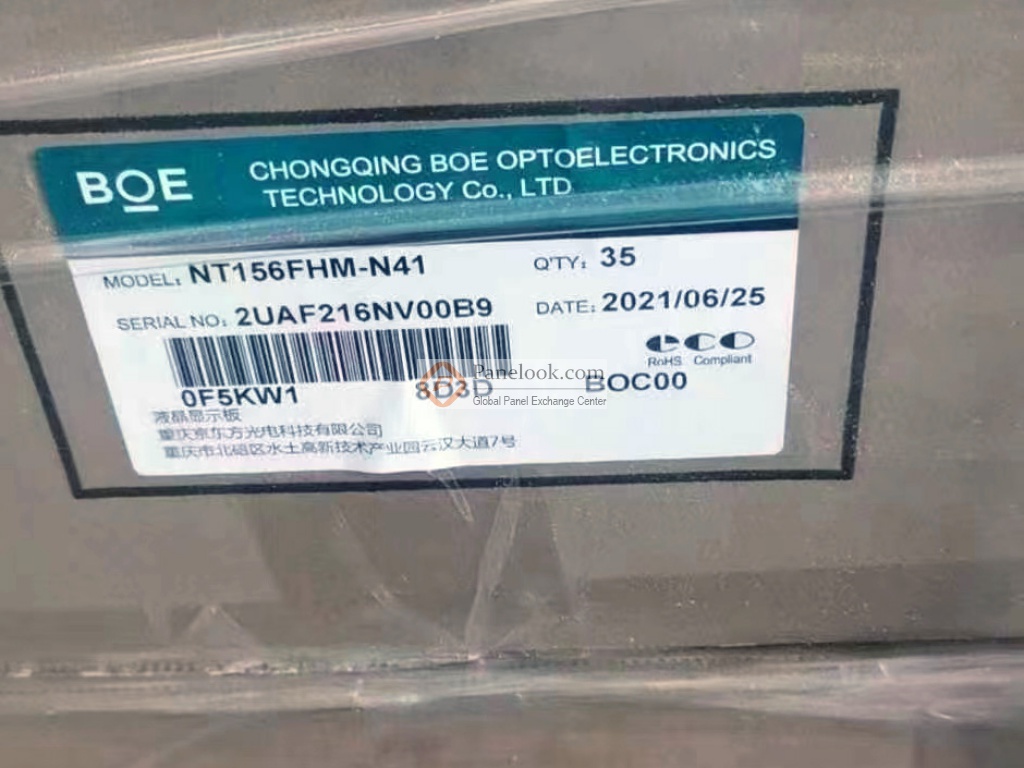 BOE
CHONGQING BOE OPTOELECTRONICS
TECHNOLOGY Co., LTD
MODEL: NT156FHM-N41 Q'TY: 35
SERIAL NO: 2UAF216NV00B9 DATE: 2021/06/25
eco
RoHS Compliant
0F5KW1 8D3D BOC00
Panelook.com
Global Panel Exchange Center
液晶显示板
重庆京东方光电科技有限公司
重庆市北碚区水土高新技术产业园云汉大道7号